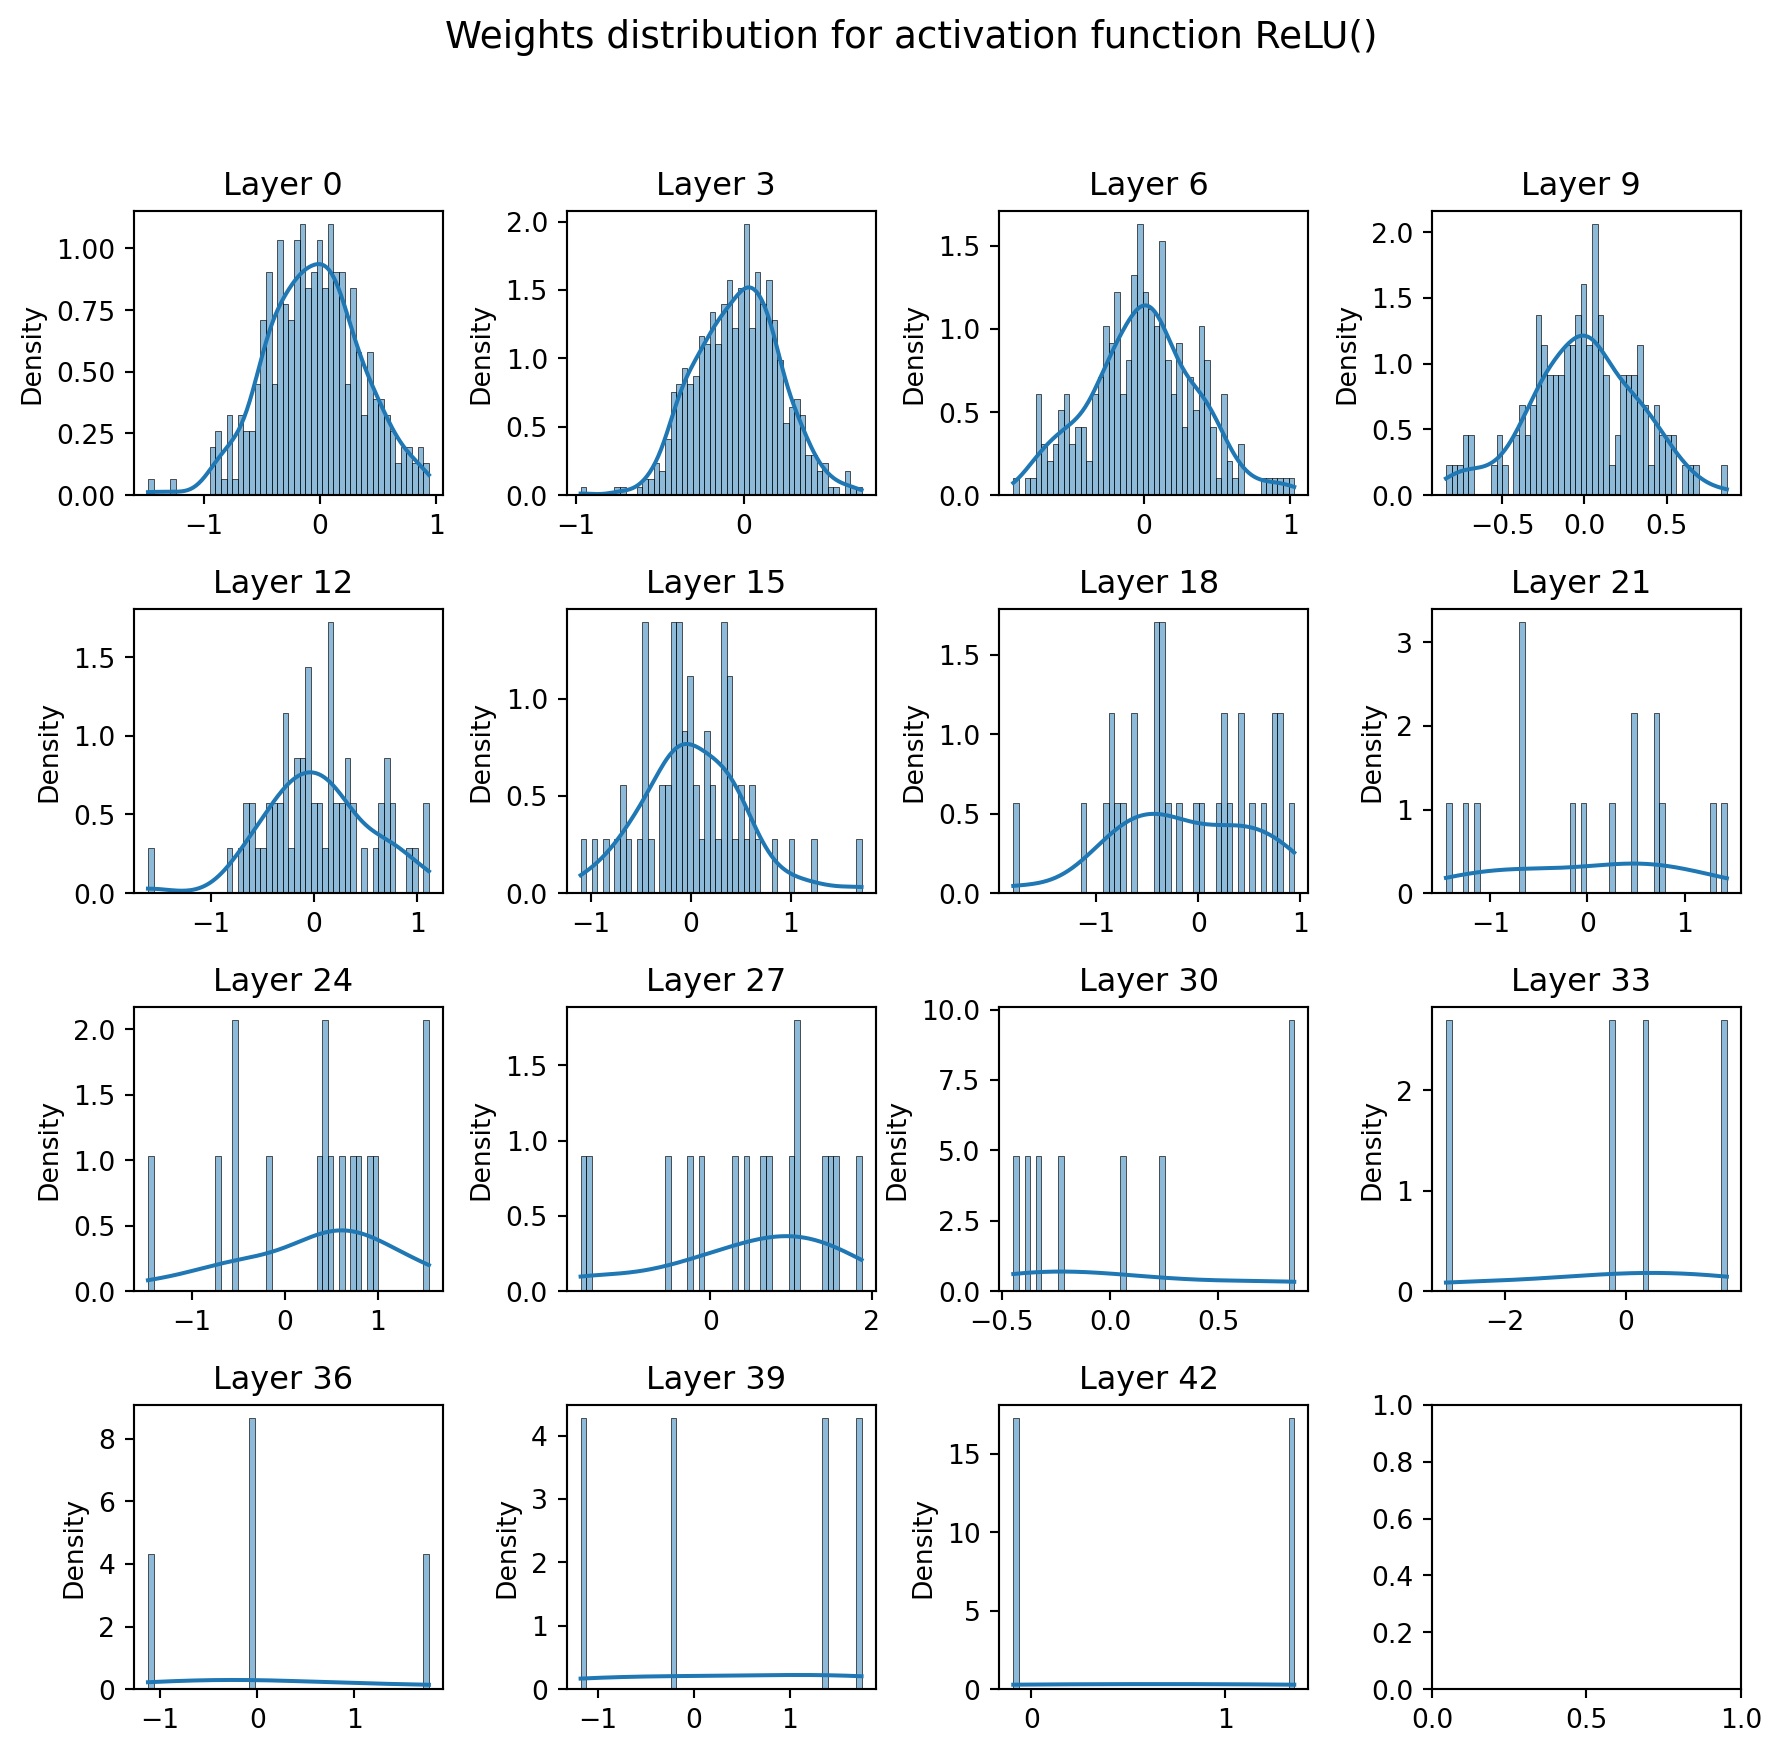 Weights distribution for activation function ReLU()
Layer 0 Layer 3 Layer 6 Layer 9
Density
1.00
0.75
0.50
0.25
0.00
−1 0 1
Density
2.0
1.5
1.0
0.5
0.0
−1 0
Density
1.5
1.0
0.5
0.0
0 1
Density
2.0
1.5
1.0
0.5
0.0
−0.5 0.0 0.5
Layer 12 Layer 15 Layer 18 Layer 21
Density
1.5
1.0
0.5
0.0
−1 0 1
Density
1.0
0.5
0.0
−1 0 1
Density
1.5
1.0
0.5
0.0
−1 0 1
Density
3
2
1
0
−1 0 1
Layer 24 Layer 27 Layer 30 Layer 33
Density
2.0
1.5
1.0
0.5
0.0
−1 0 1
Density
1.5
1.0
0.5
0.0
0 2
Density
10.0
7.5
5.0
2.5
0.0
−0.5 0.0 0.5
Density
2
1
0
−2 0
Layer 36 Layer 39 Layer 42
Density
8
6
4
2
0
−1 0 1
Density
4
3
2
1
0
−1 0 1
Density
15
10
5
0
0 1
1.0
0.8
0.6
0.4
0.2
0.0
0.0 0.5 1.0